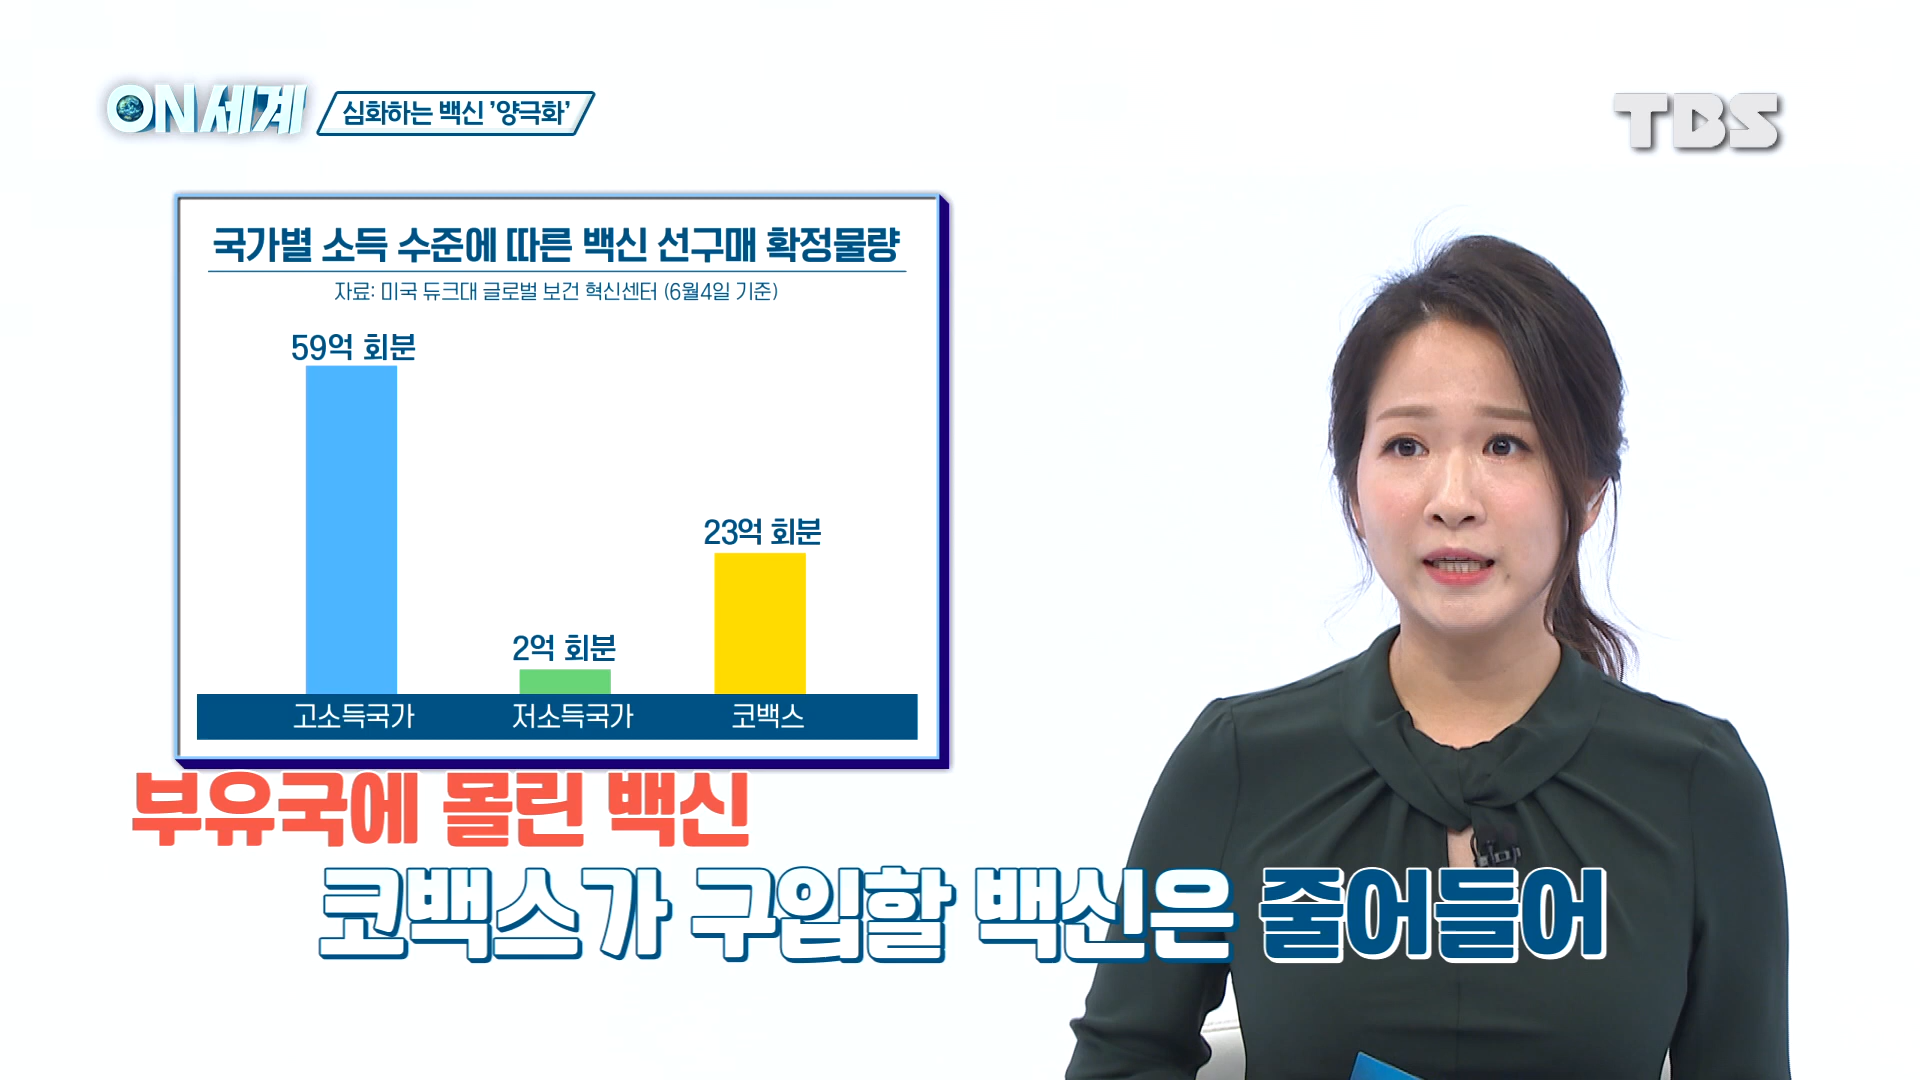 ON세계
심화하는 백신 '양극화'
TBS
국가별 소득 수준에 따른 백신 선구매 확정물량
자료: 미국 듀크대 글로벌 보건 혁신센터 (6월4일 기준)
59억 회분
2억 회분
23억 회분
고소득국가
저소득국가
코백스
부유국에 몰린 백신
코백스가 구입할 백신은 줄어들어